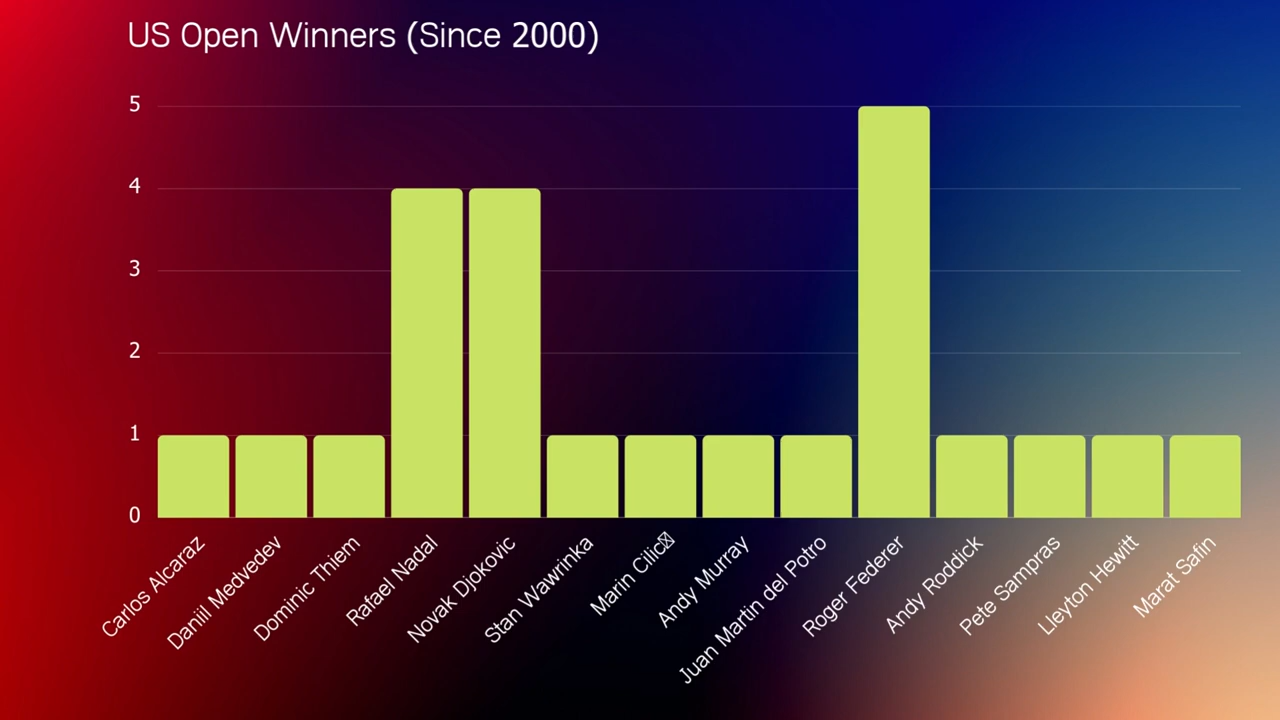 US Open Winners (Since 2000)
5
4
3
2
1
0
Carlos Alcaraz
Daniil Medvedev
Dominic Thiem
Rafael Nadal
Novak Djokovic
Stan Wawrinka
Marin Cilic
Andy Murray
Juan Martin del Potro
Roger Federer
Andy Roddick
Pete Sampras
Lleyton Hewitt
Marat Safin